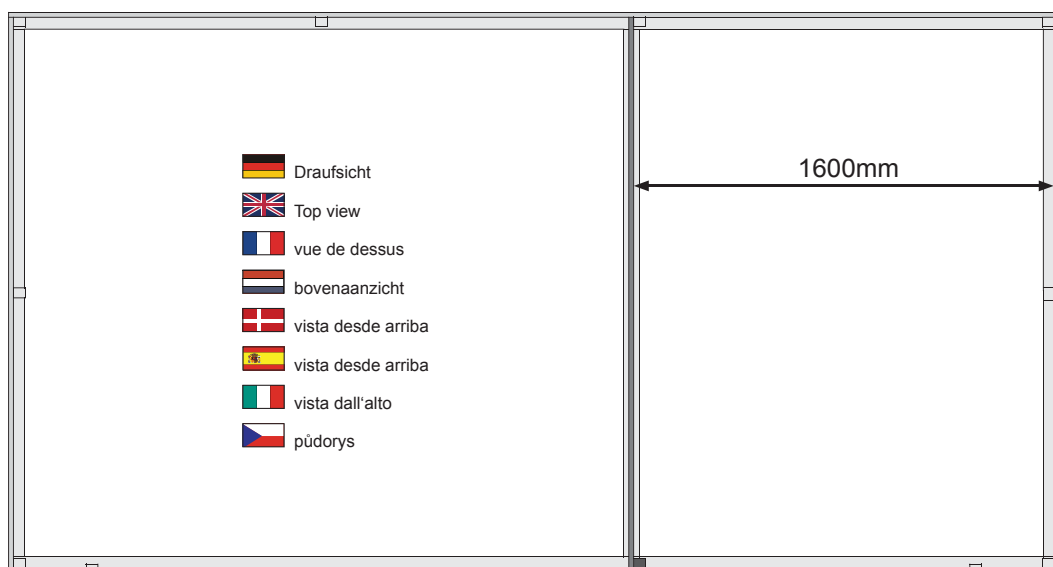 1600mm
Draufsicht
Top view
vue de dessus
bovenaanzicht
vista desde arriba
vista desde arriba
vista dall'alto
půdorys